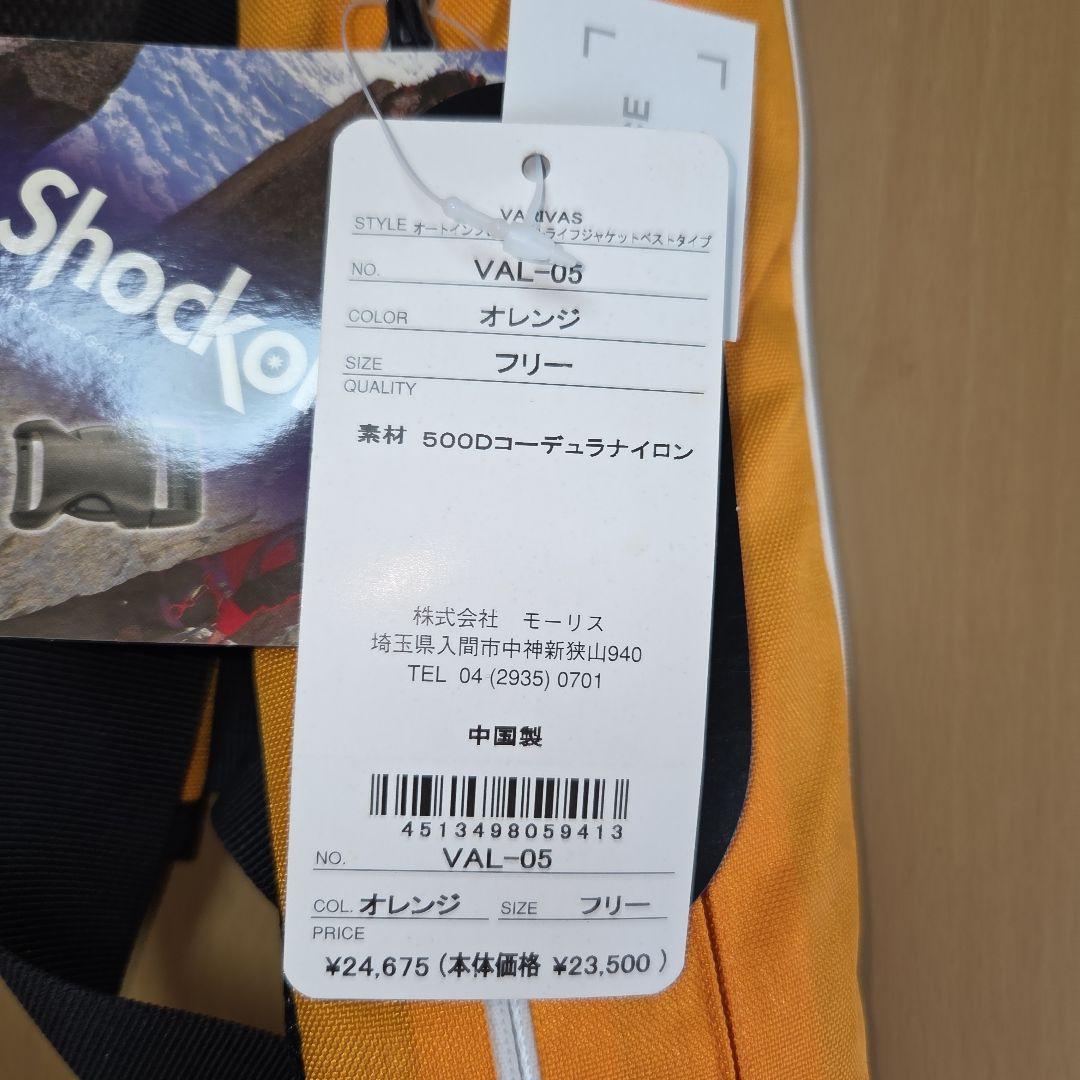 Shocko
VARIVAS
STYLE オートインフ ライフジャケットベストタイプ
NO. VAL-05
COLOR オレンジ
SIZE フリー
QUALITY
素材 500Dコーデュラナイロン
株式会社 モーリス
埼玉県入間市中神新狭山940
TEL 04 (2935) 0701
中国製
4513498059413
NO. VAL-05
COL. オレンジ SIZE フリー
PRICE
¥24,675 (本体価格 ¥23,500 )